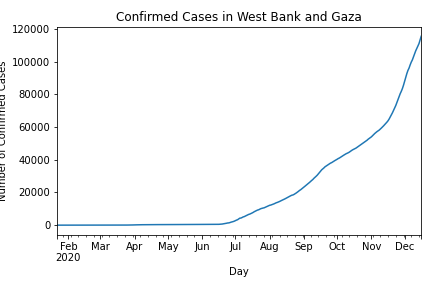 Confirmed Cases in West Bank and Gaza
120000
100000
80000
60000
40000
20000
0
Number of Confirmed Cases
Feb Mar Apr May Jun Jul Aug Sep Oct Nov Dec
2020
Day